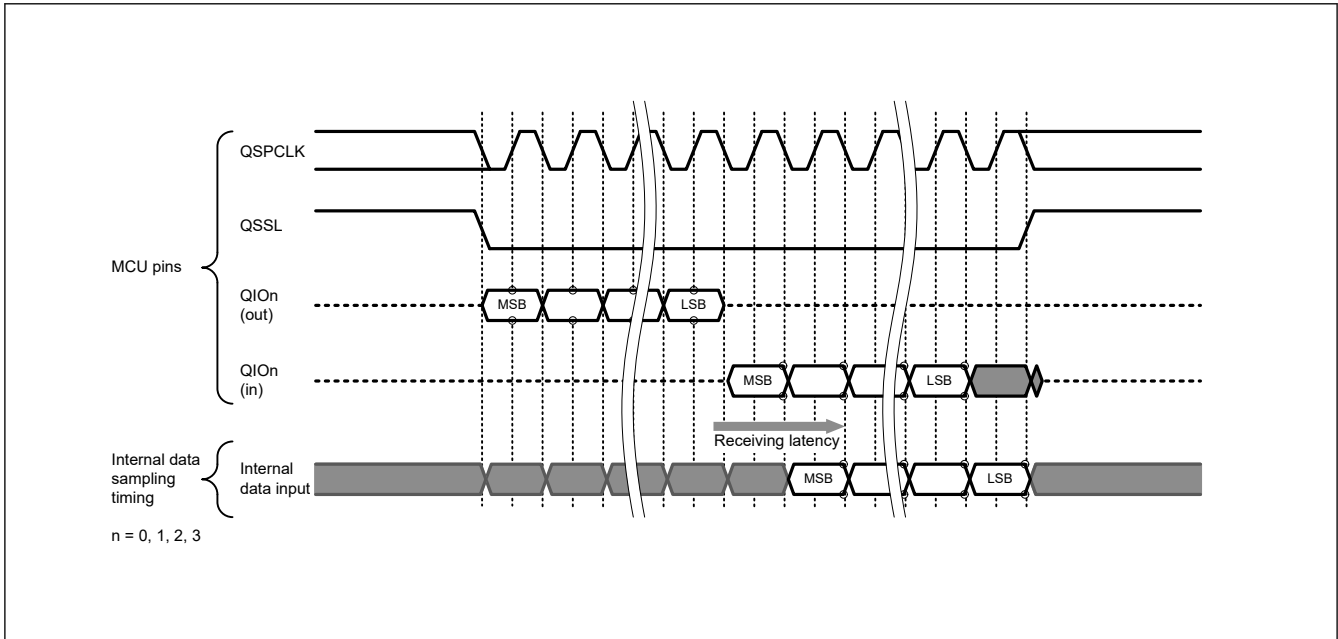 QSPCLK
QSSL
MCU pins
QIOn
(out)
MSB
LSB
QIOn
(in)
MSB
LSB
Receiving latency
Internal data
sampling
timing
Internal
data input
MSB
LSB
n = 0, 1, 2, 3